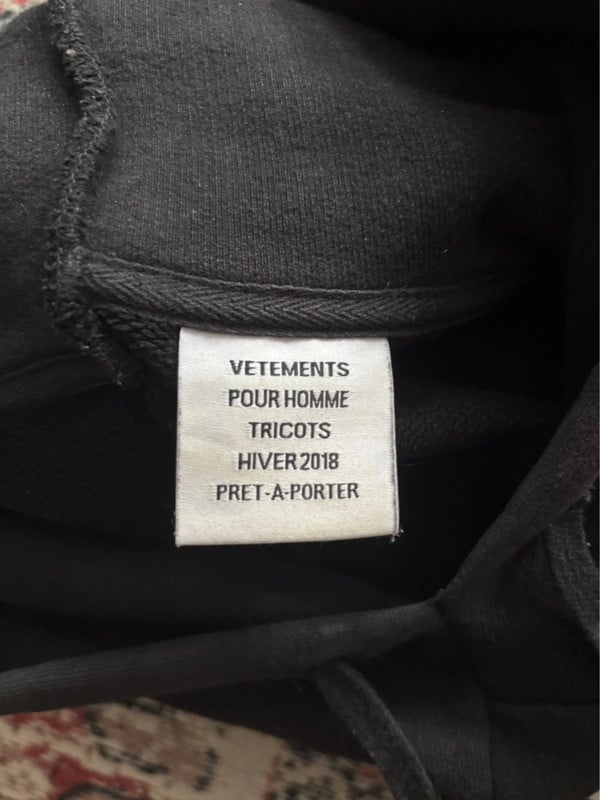 VETEMENTS
POUR HOMME
TRICOTS
HIVER 2018
PRET-A-PORTER